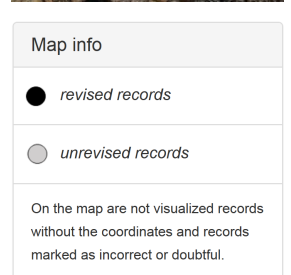 Map info
revised records
unrevised records
On the map are not visualized records
without the coordinates and records
marked as incorrect or doubtful.